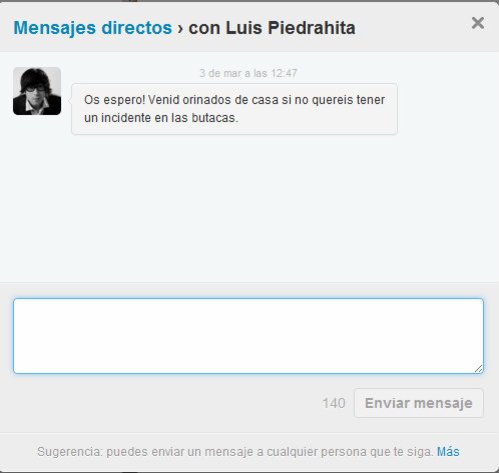 Mensajes directos › con Luis Piedrahita
3 de mar a las 12:47
Os espero! Venid orinados de casa si no quereis tener
un incidente en las butacas.
140 Enviar mensaje
Sugerencia: puedes enviar un mensaje a cualquier persona que te siga. Más